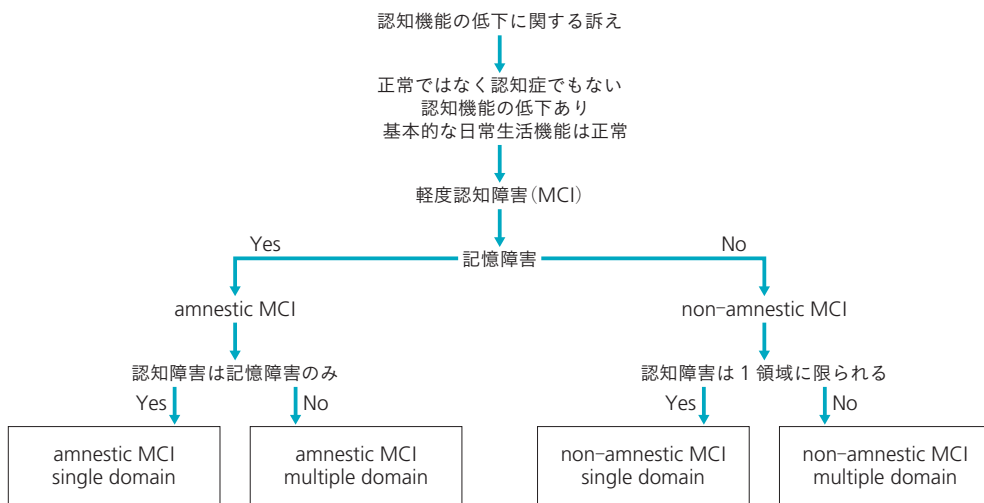 認知機能の低下に関する訴え
正常ではなく認知症でもない
認知機能の低下あり
基本的な日常生活機能は正常
軽度認知障害(MCI)
Yes
No
記憶障害
amnestic MCI
non-amnestic MCI
認知障害は記憶障害のみ
認知障害は 1 領域に限られる
Yes
No
Yes
No
amnestic MCI
single domain
amnestic MCI
multiple domain
non-amnestic MCI
single domain
non-amnestic MCI
multiple domain